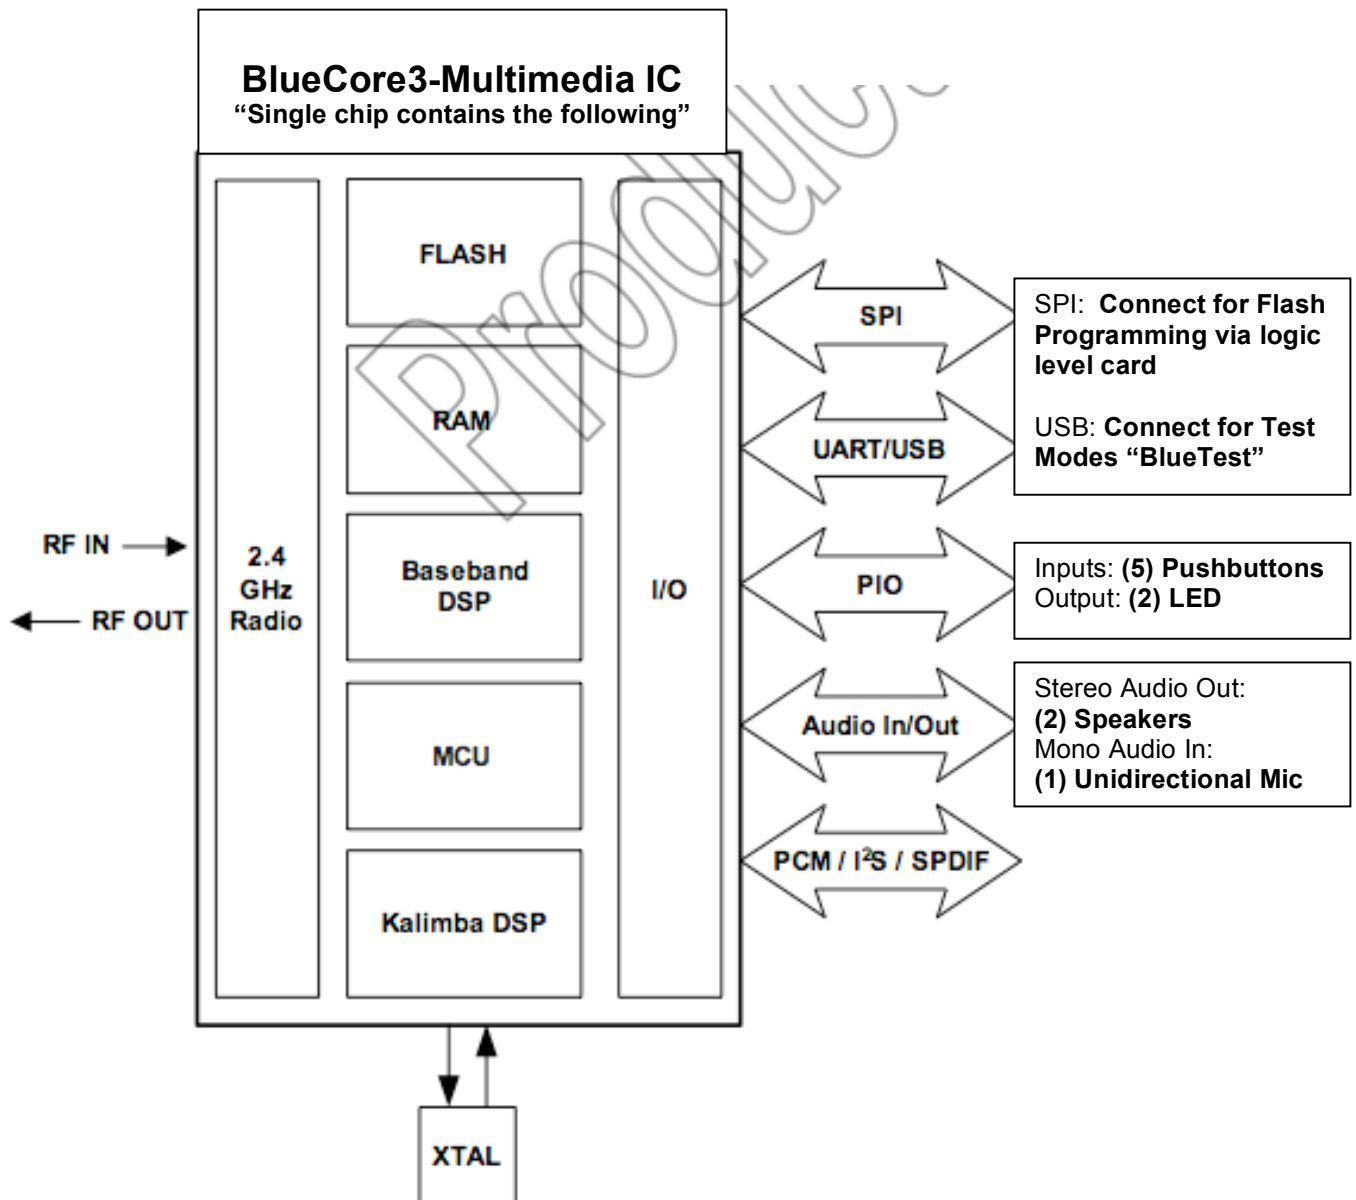 BlueCore3-Multimedia IC
“Single chip contains the following”
FLASH
RAM
Baseband
DSP
MCU
Kalimba DSP
2.4
GHz
Radio
I/O
RF IN
RF OUT
XTAL
SPI
UART/USB
PIO
Audio In/Out
PCM / I²S / SPDIF
SPI: Connect for Flash
Programming via logic
level card
USB: Connect for Test
Modes “BlueTest”
Inputs: (5) Pushbuttons
Output: (2) LED
Stereo Audio Out:
(2) Speakers
Mono Audio In:
(1) Unidirectional Mic